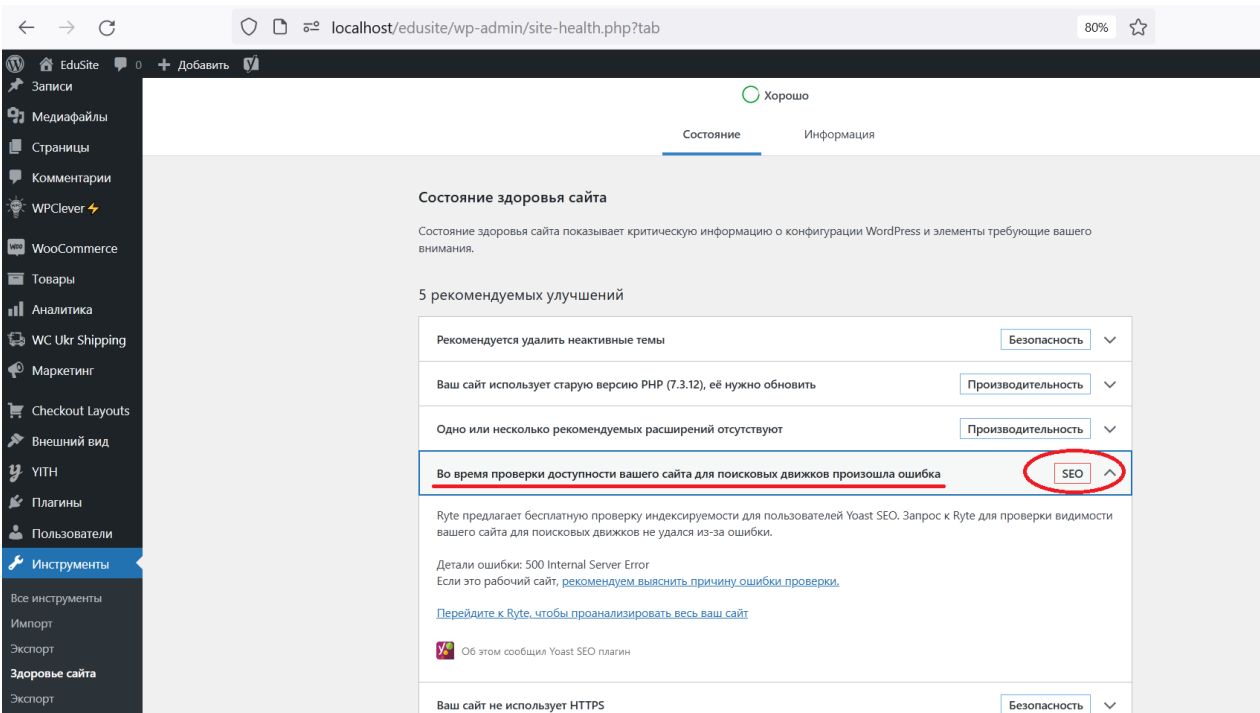 localhost/edusite/wp-admin/site-health.php?tab
80%
EduSite
0
Добавить
Записи
Медиафайлы
Страницы
Комментарии
WPClever
WooCommerce
Товары
Аналитика
WC Ukr Shipping
Маркетинг
Checkout Layouts
Внешний вид
YITH
Плагины
Пользователи
Инструменты
Все инструменты
Импорт
Экспорт
Здоровье сайта
Экспорт
Хорошо
Состояние
Информация
Состояние здоровья сайта
Состояние здоровья сайта показывает критическую информацию о конфигурации WordPress и элементы требующие вашего
внимания.
5 рекомендуемых улучшений
Рекомендуется удалить неактивные темы
Безопасность
Ваш сайт использует старую версию PHP (7.3.12), её нужно обновить
Производительность
Одно или несколько рекомендуемых расширений отсутствуют
Производительность
Во время проверки доступности вашего сайта для поисковых движков произошла ошибка
SEO
Ryte предлагает бесплатную проверку индексируемости для пользователей Yoast SEO. Запрос к Ryte для проверки видимости
вашего сайта для поисковых движков не удался из-за ошибки.
Детали ошибки: 500 Internal Server Error
Если это рабочий сайт, рекомендуем выяснить причину ошибки проверки.
Перейдите к Ryte, чтобы проанализировать весь ваш сайт
Об этом сообщил Yoast SEO плагин
Ваш сайт не использует HTTPS
Безопасность